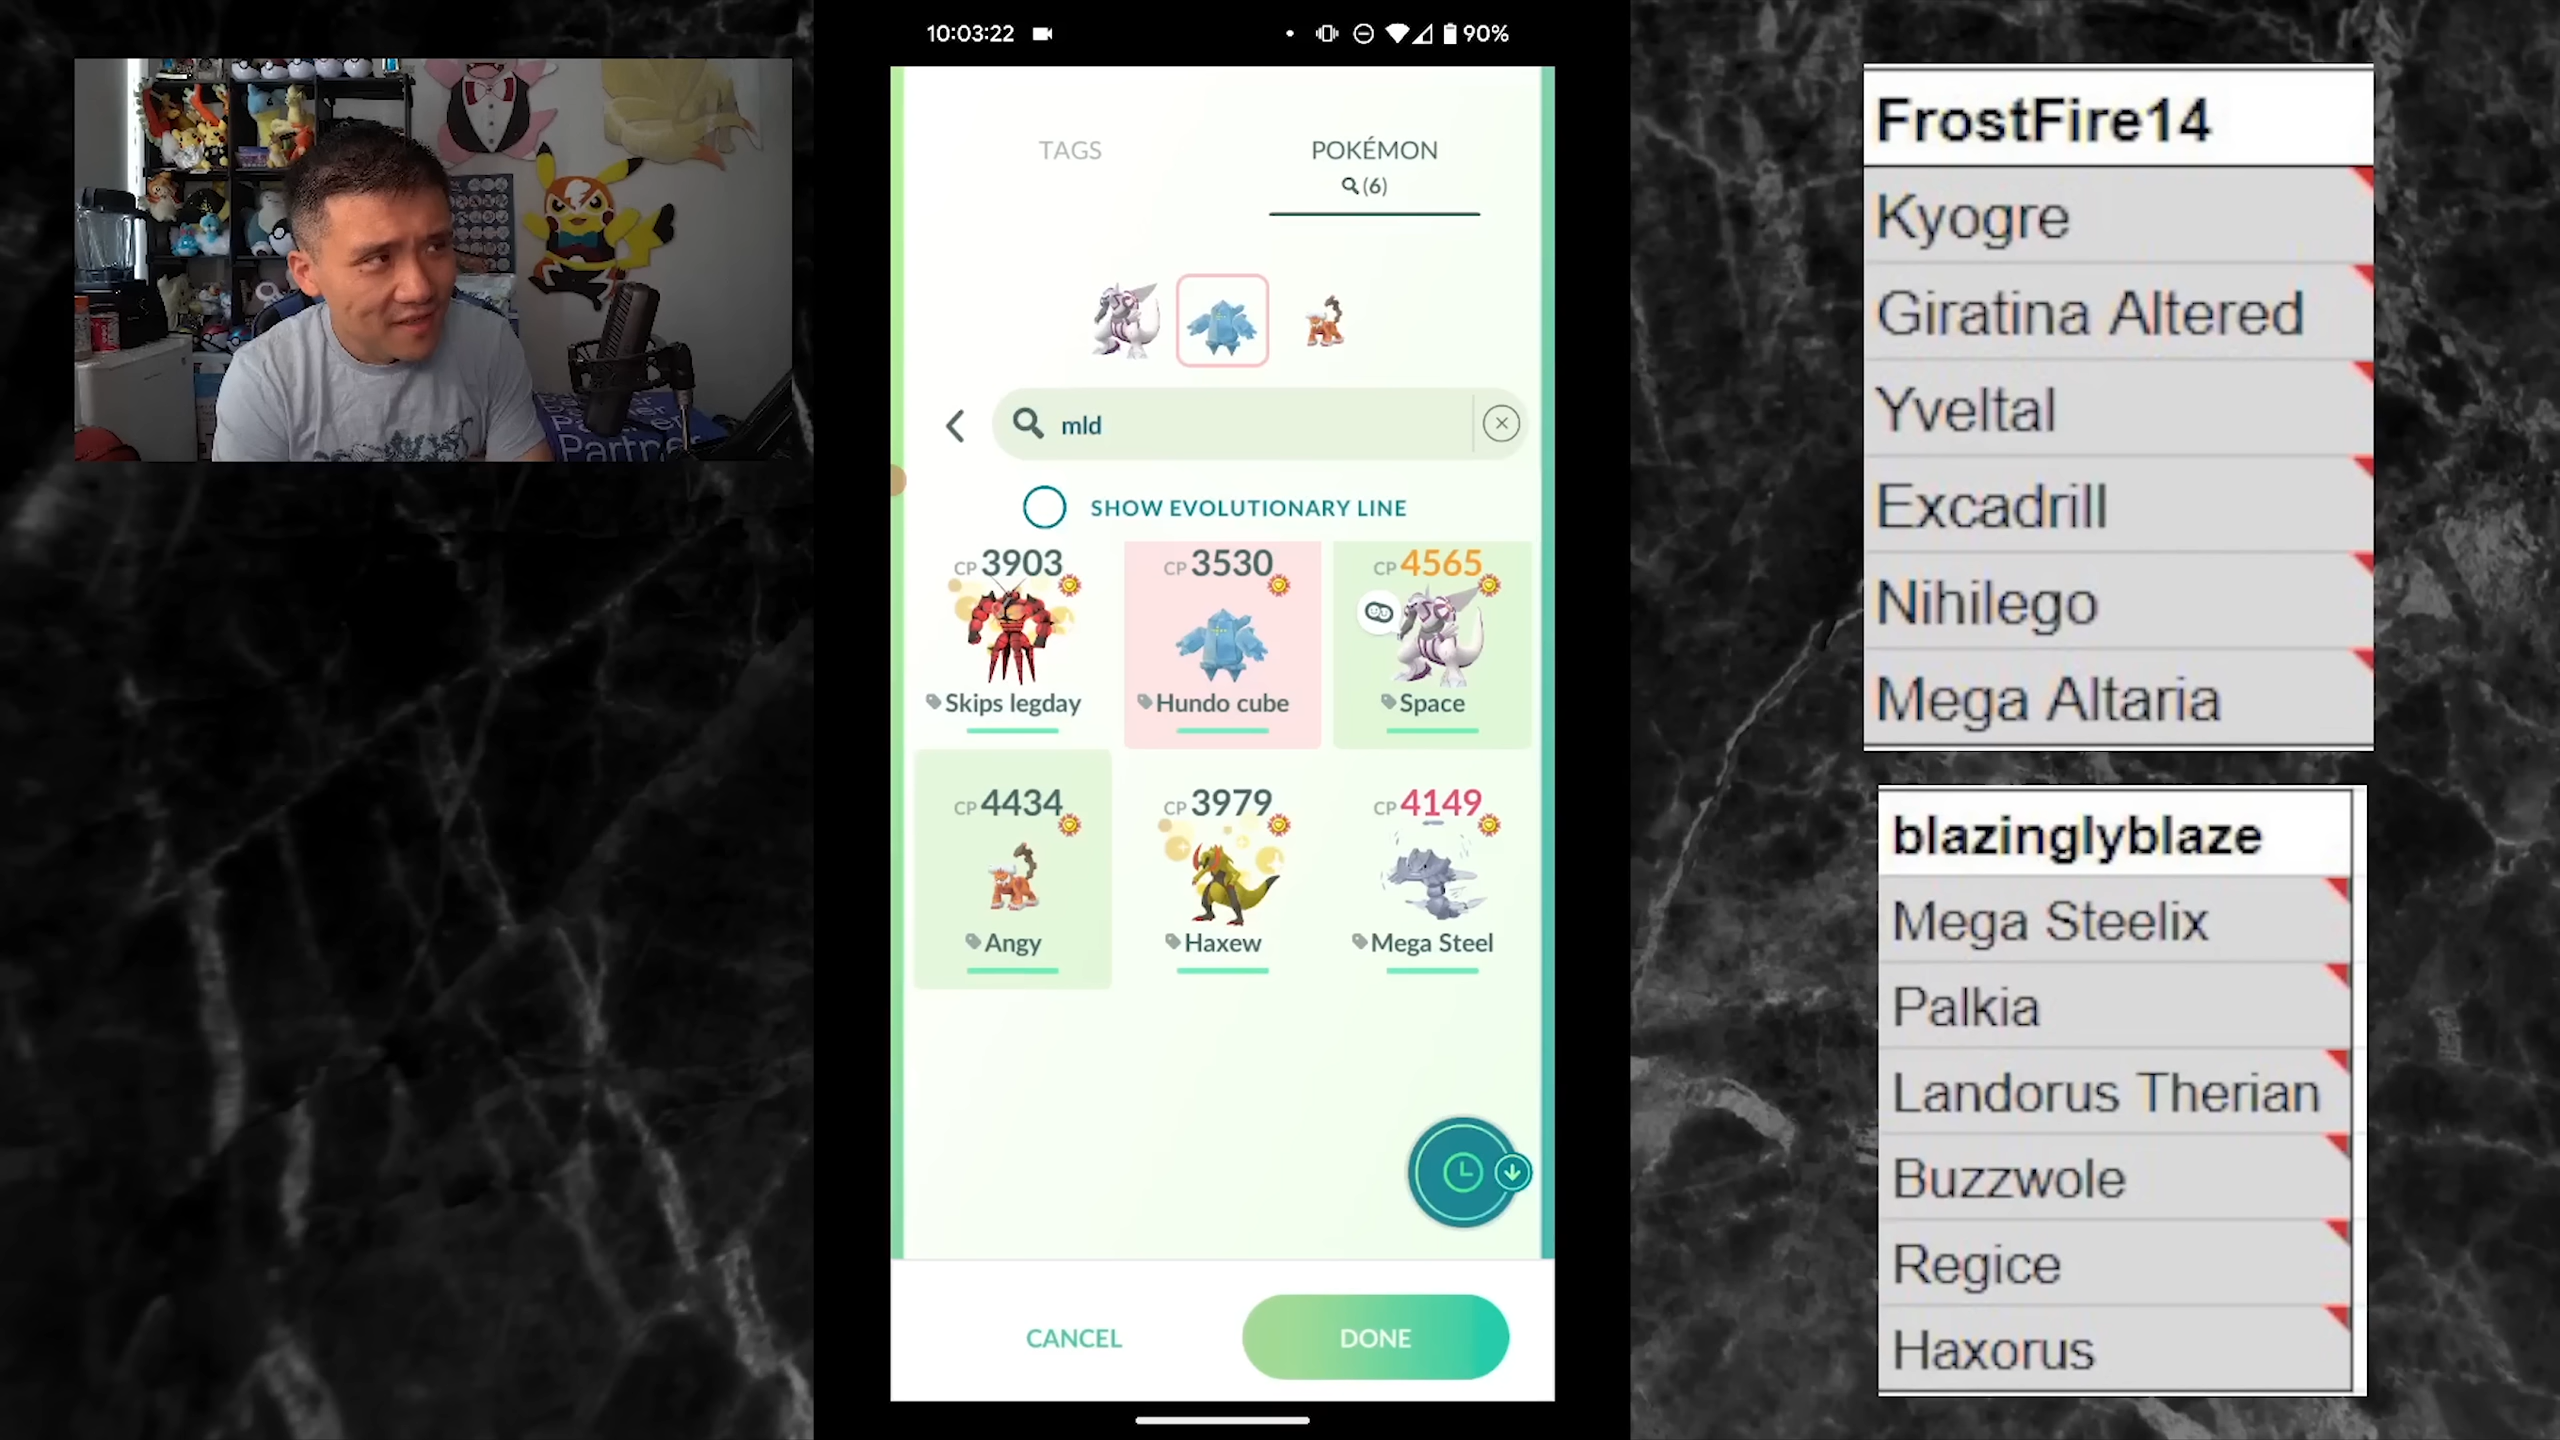 10:03:22
90%
TAGS
POKÉMON
(6)
mld
SHOW EVOLUTIONARY LINE
CP 3903
CP 3530
CP 4565
Skips legday
Hundo cube
Space
CP 4434
CP 3979
CP 4149
Angy
Haxew
Mega Steel
CANCEL
DONE
Partner
FrostFire14
Kyogre
Giratina Altered
Yveltal
Excadrill
Nihilego
Mega Altaria
blazinglyblaze
Mega Steelix
Palkia
Landorus Therian
Buzzwole
Regice
Haxorus